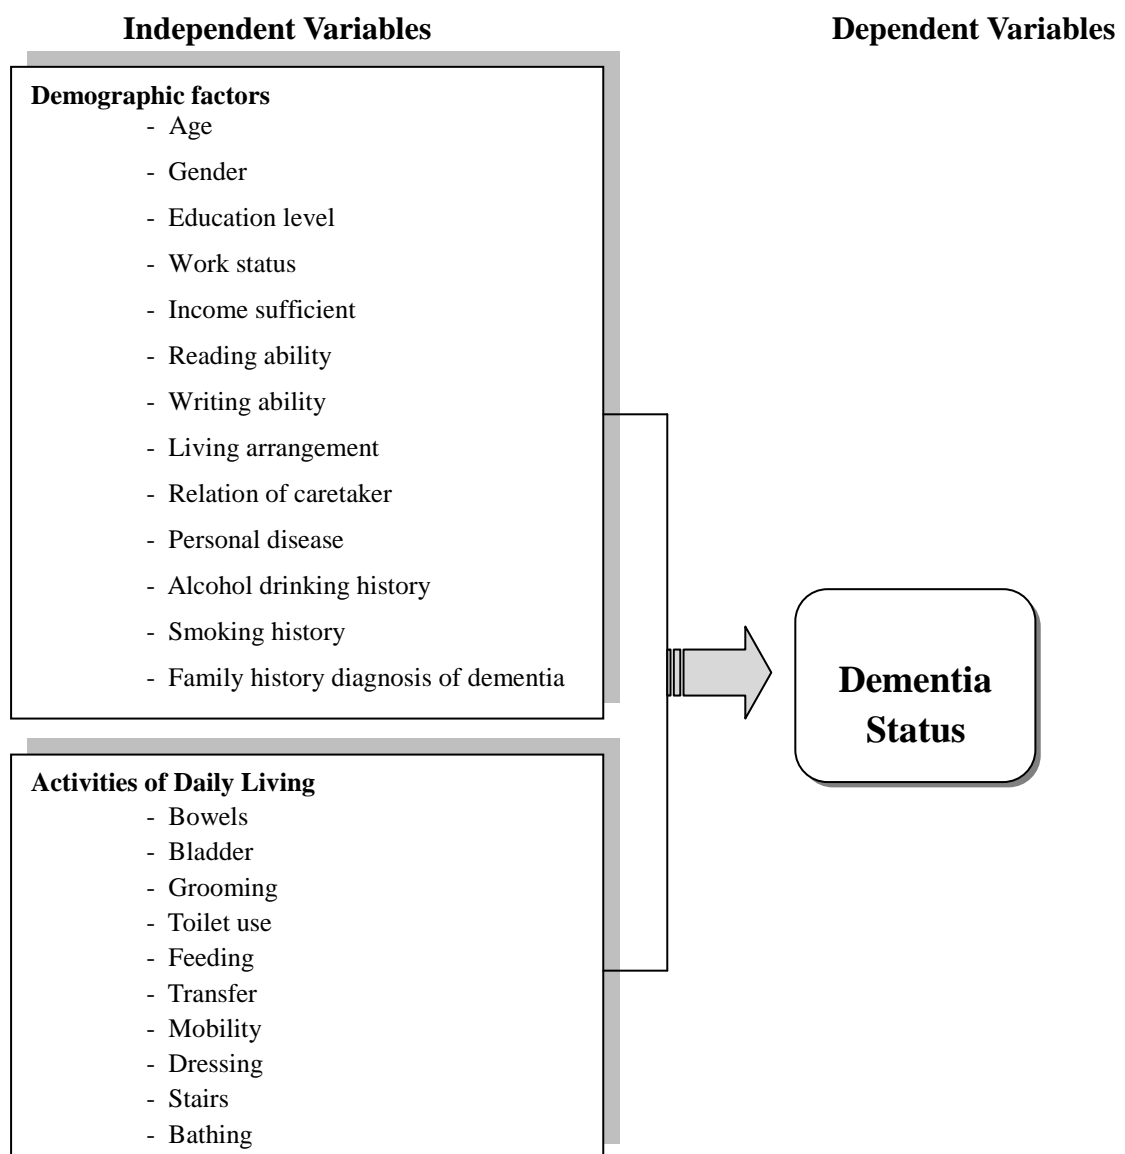 Independent Variables
Dependent Variables
Demographic factors
- Age
- Gender
- Education level
- Work status
- Income sufficient
- Reading ability
- Writing ability
- Living arrangement
- Relation of caretaker
- Personal disease
- Alcohol drinking history
- Smoking history
- Family history diagnosis of dementia
Dementia
Status
Activities of Daily Living
- Bowels
- Bladder
- Grooming
- Toilet use
- Feeding
- Transfer
- Mobility
- Dressing
- Stairs
- Bathing